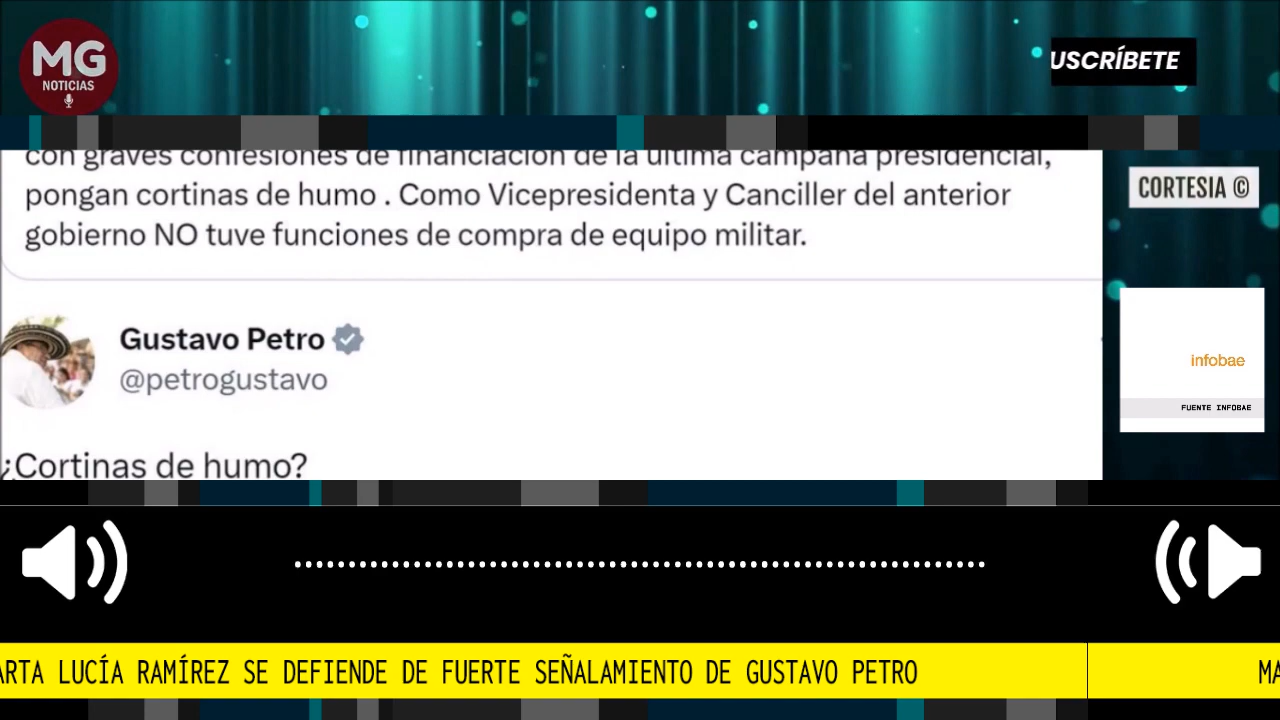 MG
NOTICIAS
USCRÍBETE
con graves confesiones de financiación de la última campaña presidencial,
pongan cortinas de humo . Como Vicepresidenta y Canciller del anterior
gobierno NO tuve funciones de compra de equipo militar.
CORTESIA ©
Gustavo Petro
@petrogustavo
infobae
FUENTE INFOBAE
¿Cortinas de humo?
ARTA LUCÍA RAMÍREZ SE DEFIENDE DE FUERTE SEÑALAMIENTO DE GUSTAVO PETRO
MA